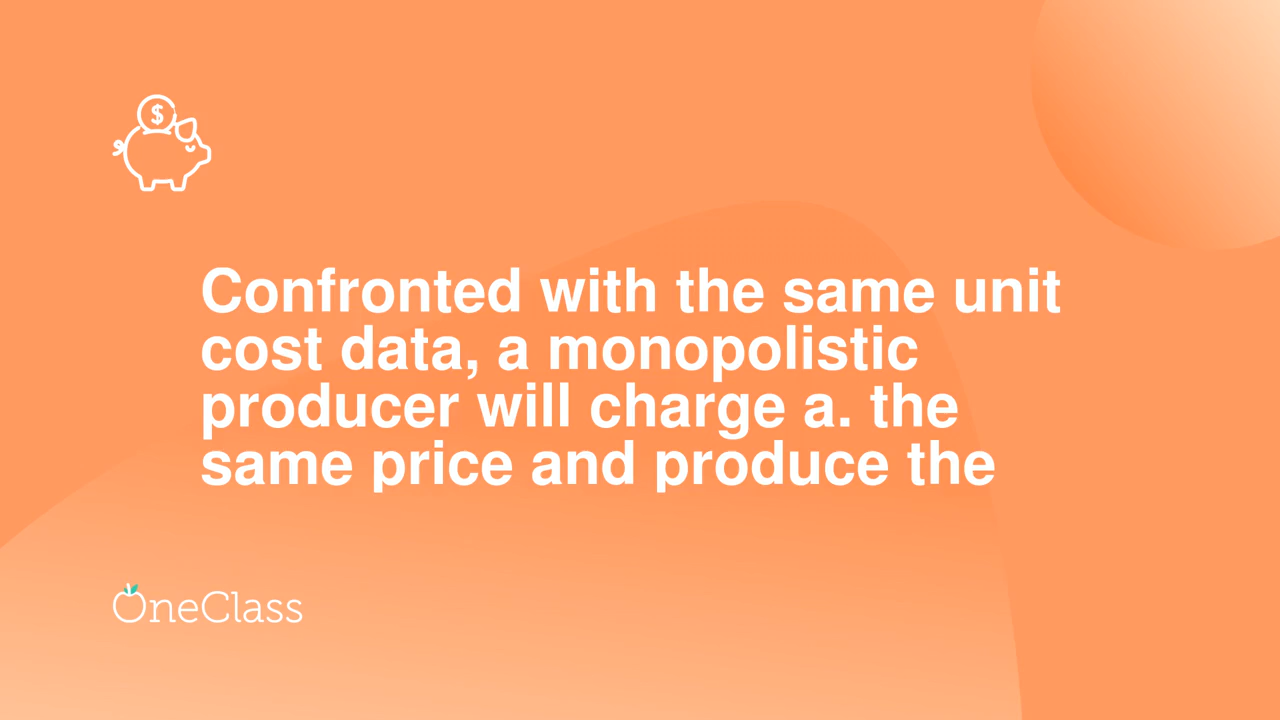 $
Confronted with the same unit
cost data, a monopolistic
producer will charge a. the
same price and produce the
OneClass